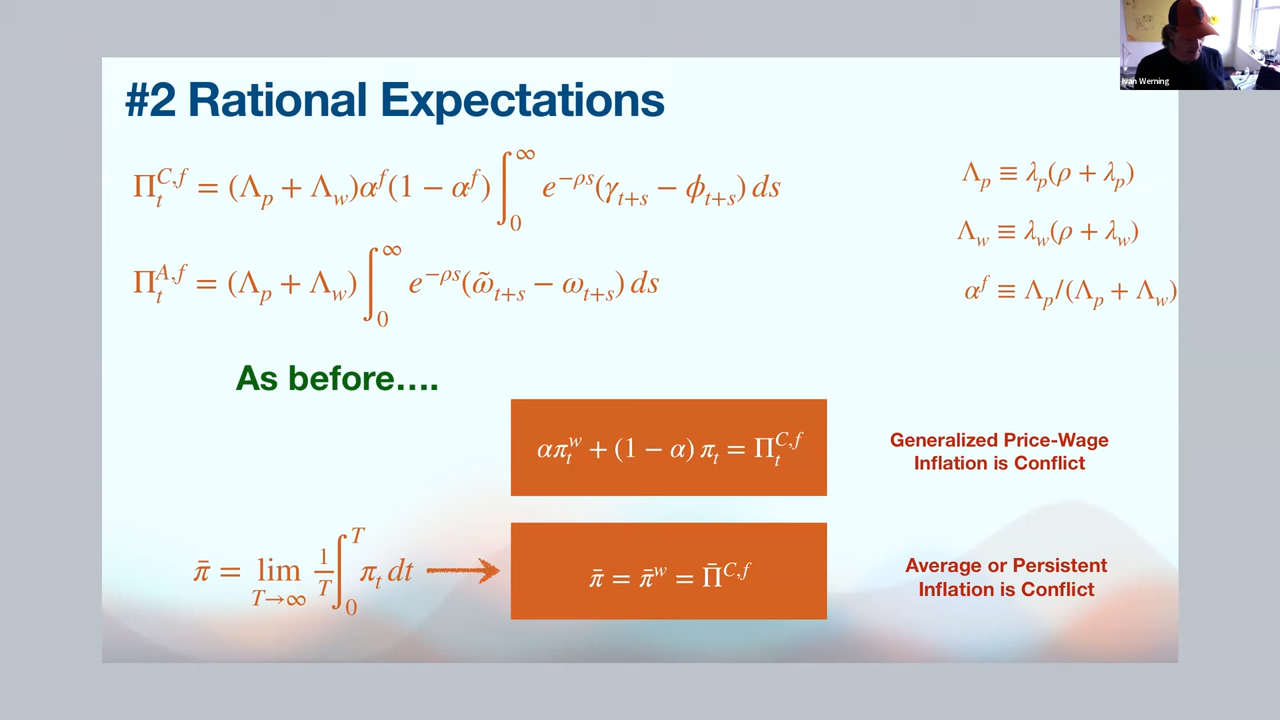 Ivan Werning
#2 Rational Expectations
Π_t^{C,f} = (Λ_p + Λ_w)α^f(1 − α^f) ∫_0^∞ e^{−ρs}(γ_{t+s} − ϕ_{t+s}) ds
Λ_p ≡ λ_p(ρ + λ_p)
Λ_w ≡ λ_w(ρ + λ_w)
Π_t^{A,f} = (Λ_p + Λ_w) ∫_0^∞ e^{−ρs}(ω̃_{t+s} − ω_{t+s}) ds
α^f ≡ Λ_p/(Λ_p + Λ_w)
As before….
απ_t^w + (1 − α) π_t = Π_t^{C,f}
Generalized Price-Wage
Inflation is Conflict
π̄ = lim_{T→∞} 1/T ∫_0^T π_t dt
π̄ = π̄^w = Π̄^{C,f}
Average or Persistent
Inflation is Conflict